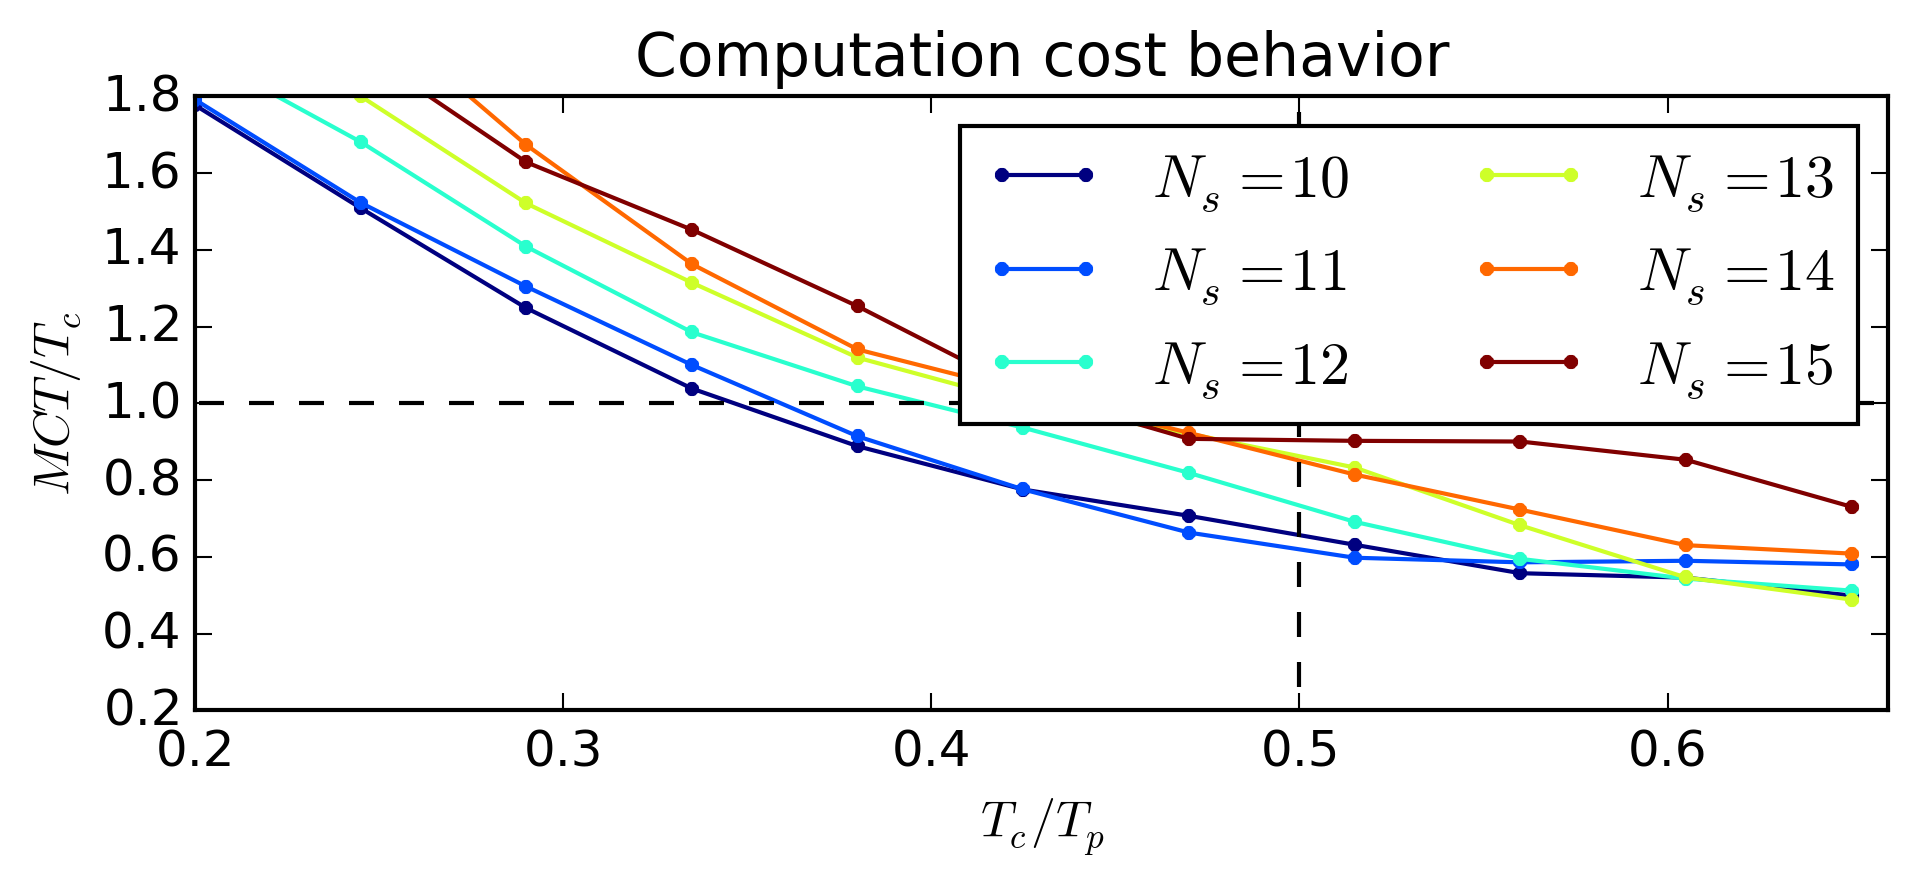 Computation cost behavior
1.8
1.6
1.4
1.2
1.0
0.8
0.6
0.4
0.2
MCT/T_c
N_s =10
N_s =11
N_s =12
N_s =13
N_s =14
N_s =15
0.2 0.3 0.4 0.5 0.6
T_c/T_p